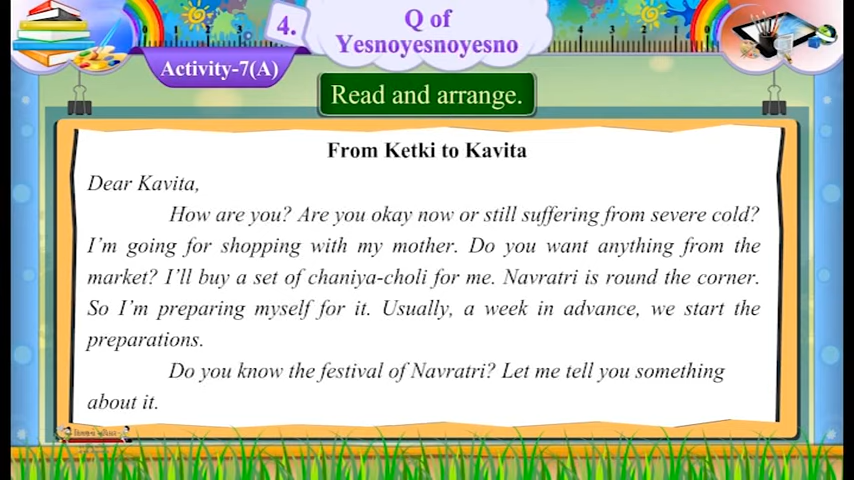 4.
Q of
Yesnoyesnoyesno
Activity-7(A)
Read and arrange.
From Ketki to Kavita
Dear Kavita,
How are you? Are you okay now or still suffering from severe cold?
I'm going for shopping with my mother. Do you want anything from the
market? I'll buy a set of chaniya-choli for me. Navratri is round the corner.
So I'm preparing myself for it. Usually, a week in advance, we start the
preparations.
Do you know the festival of Navratri? Let me tell you something
about it.